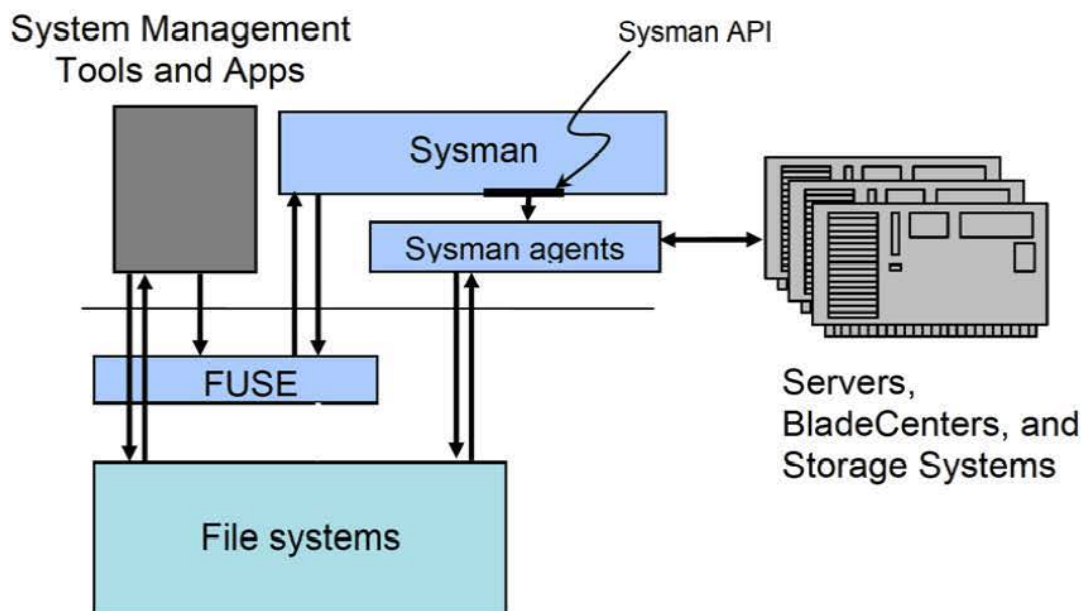 System Management
Tools and Apps
Sysman API
Sysman
Sysman agents
FUSE
Servers,
BladeCenters, and
Storage Systems
File systems